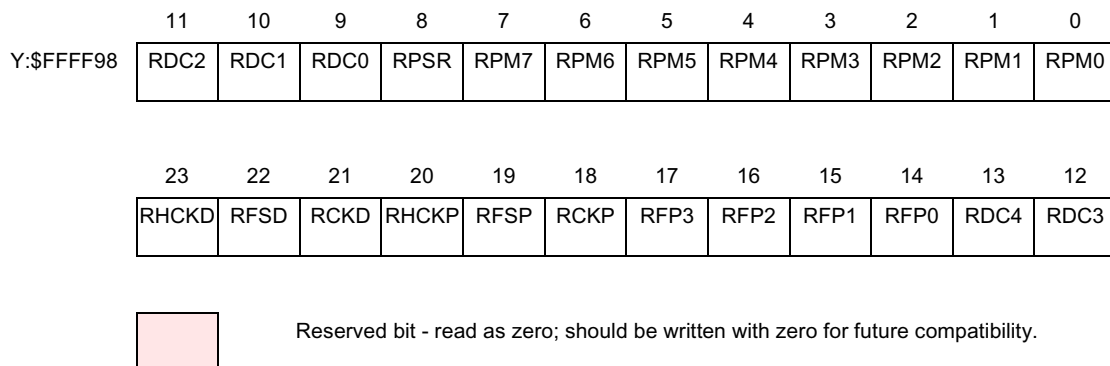 11 10 9 8 7 6 5 4 3 2 1 0
Y:$FFFF98 RDC2 RDC1 RDC0 RPSR RPM7 RPM6 RPM5 RPM4 RPM3 RPM2 RPM1 RPM0
23 22 21 20 19 18 17 16 15 14 13 12
RHCKD RFSD RCKD RHCKP RFSP RCKP RFP3 RFP2 RFP1 RFP0 RDC4 RDC3
Reserved bit - read as zero; should be written with zero for future compatibility.